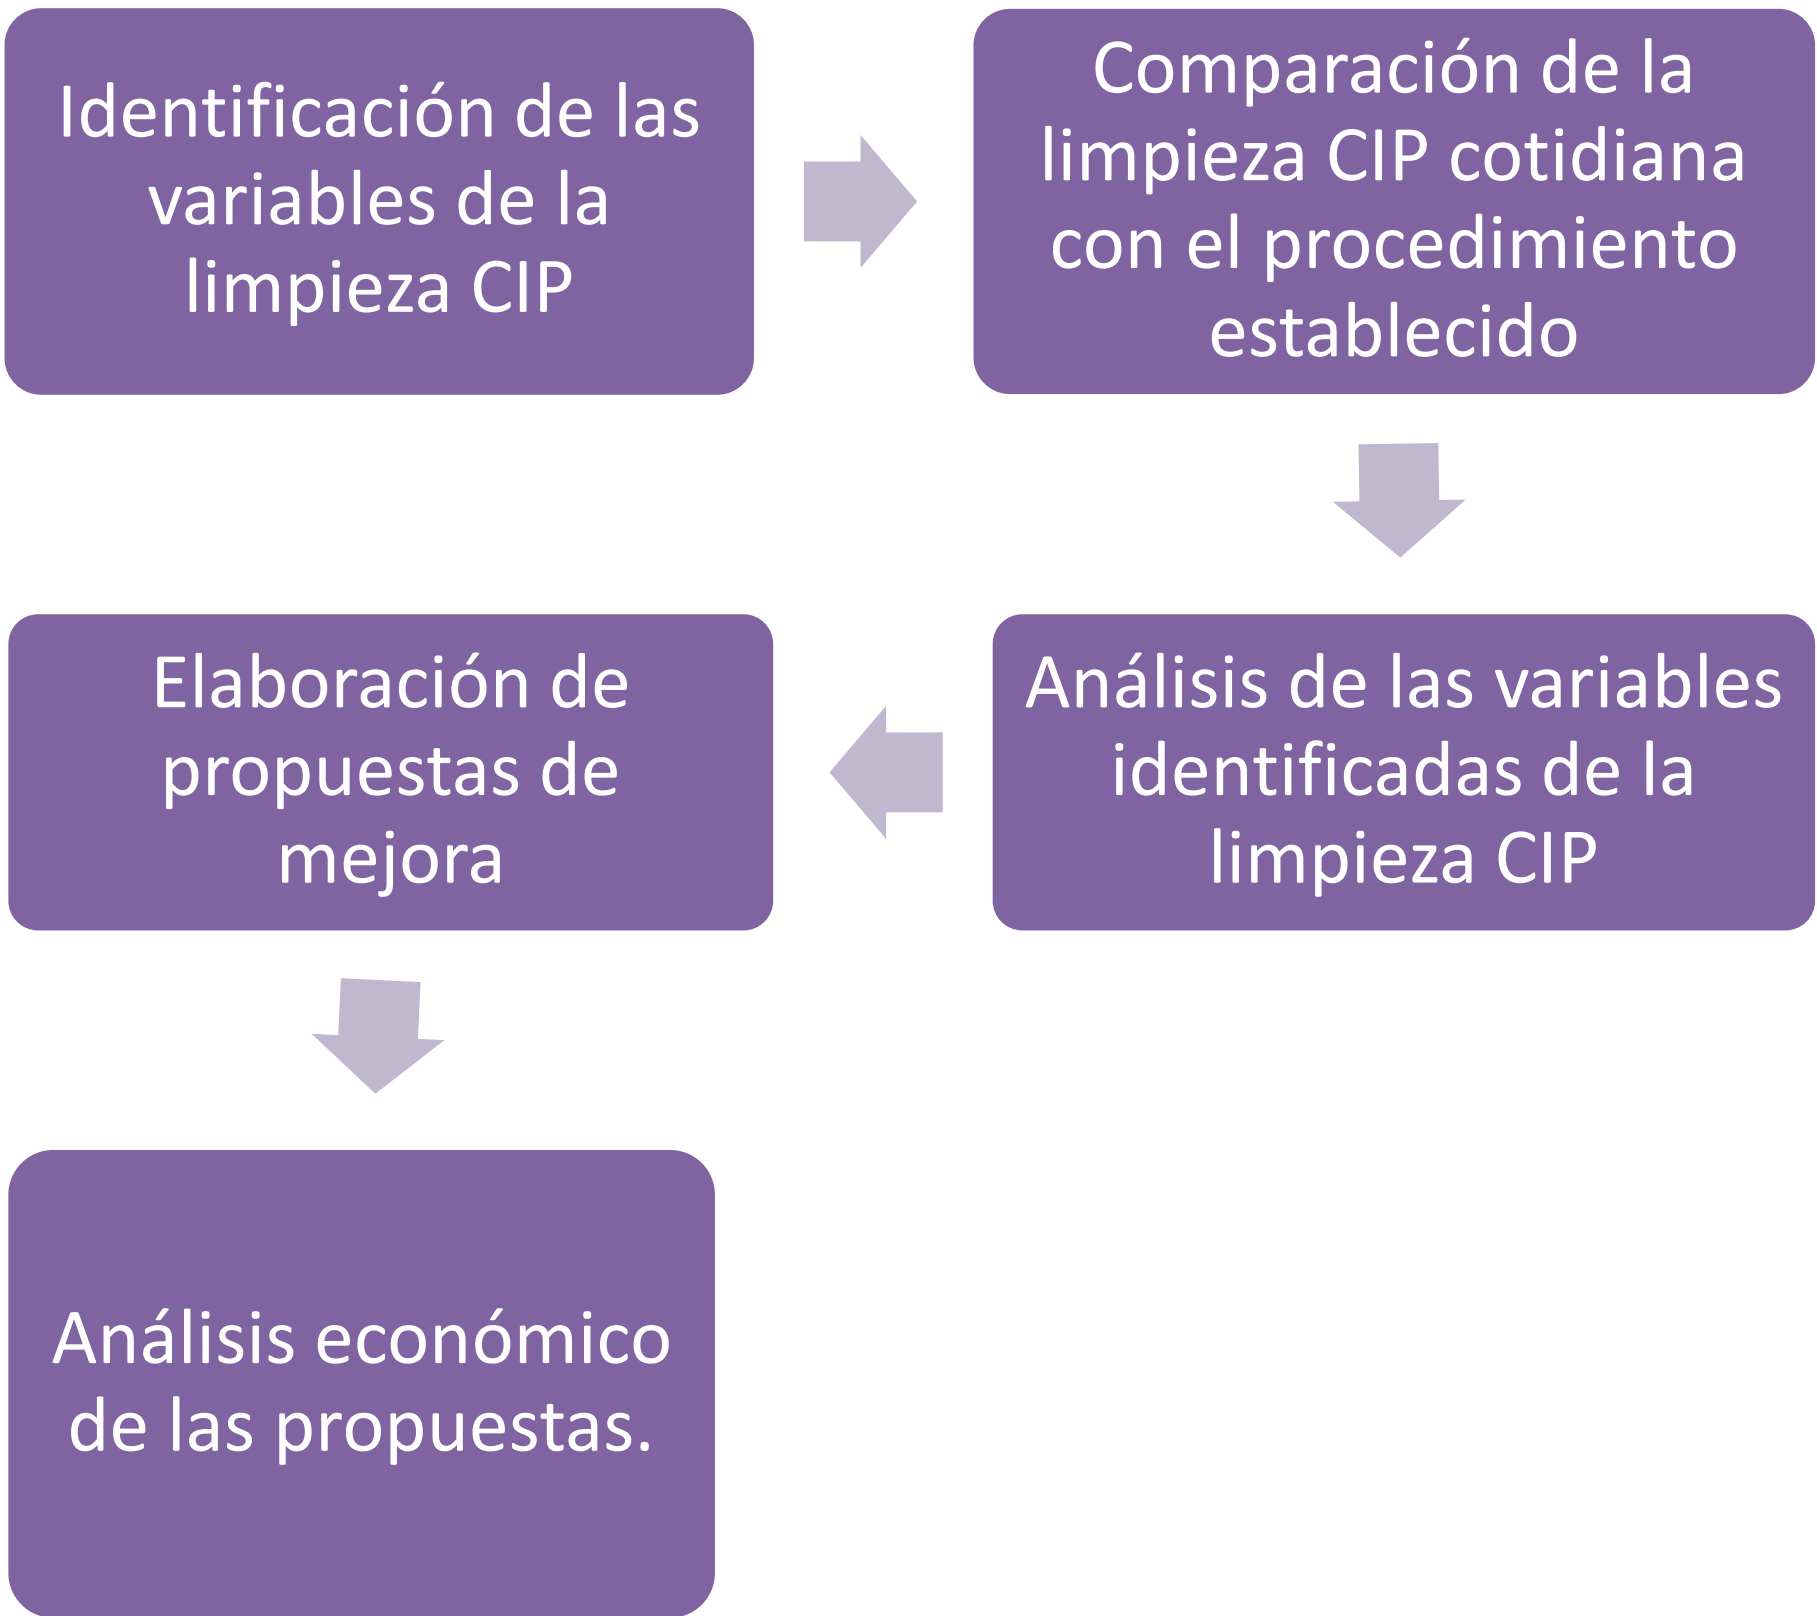 Identificación de las
variables de la
limpieza CIP
Comparación de la
limpieza CIP cotidiana
con el procedimiento
establecido
Análisis de las variables
identificadas de la
limpieza CIP
Elaboración de
propuestas de
mejora
Análisis económico
de las propuestas.